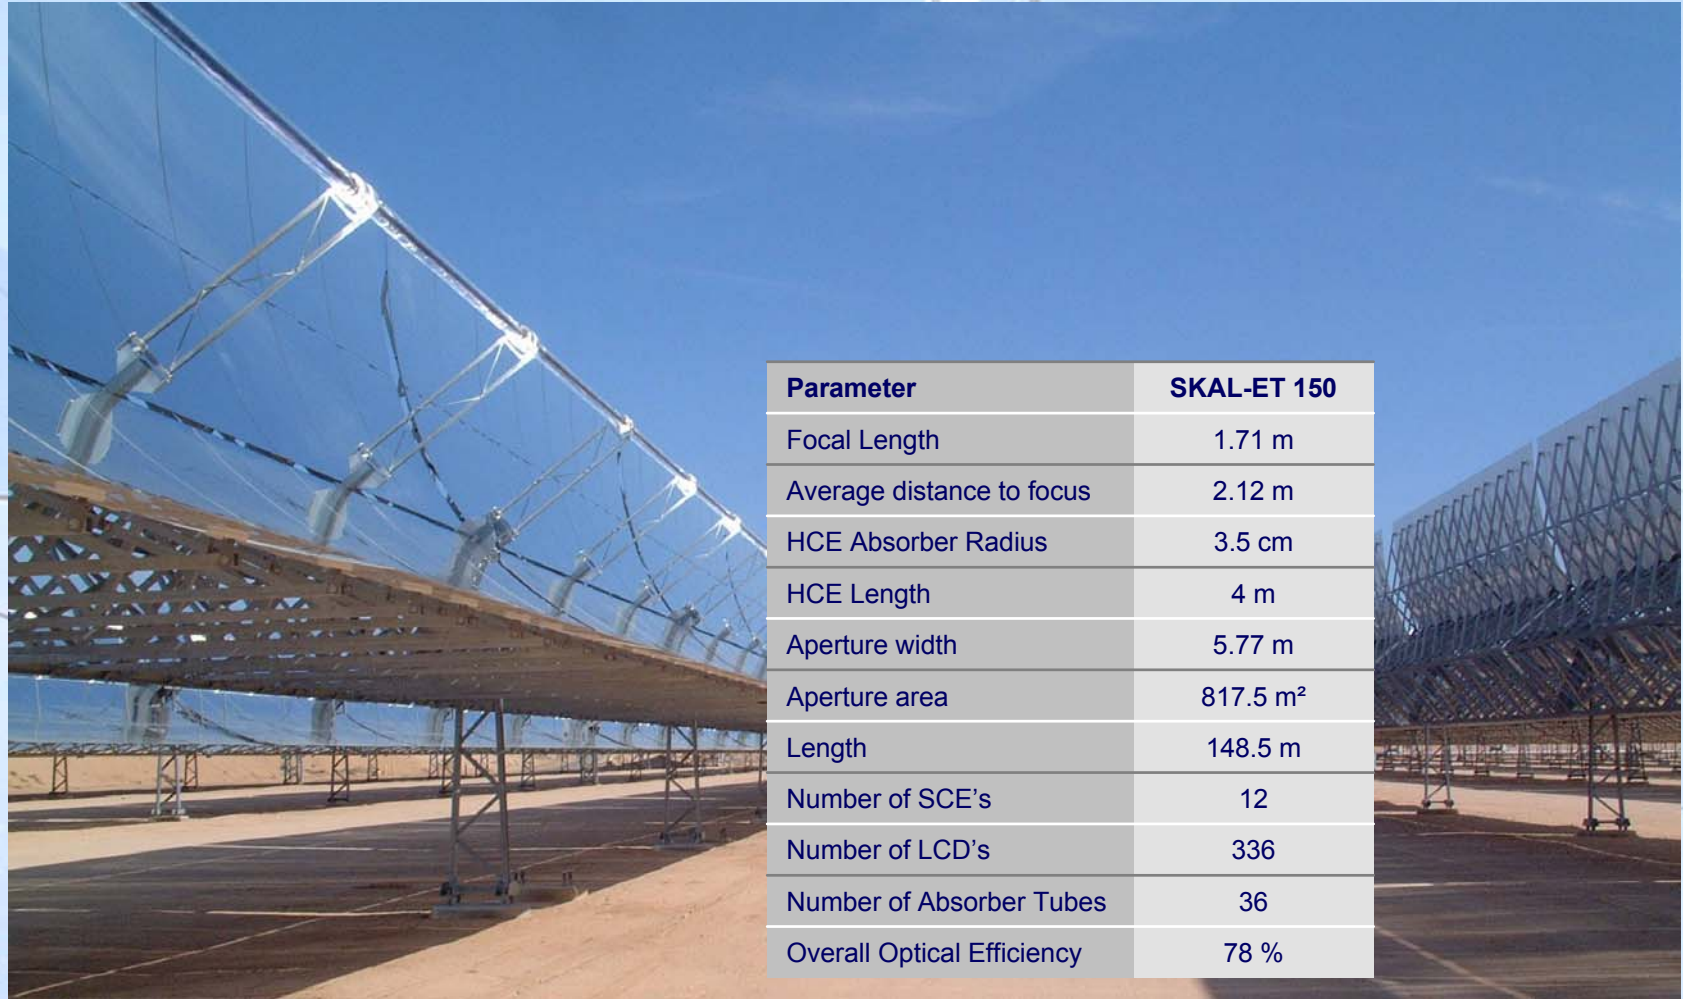 Parameter SKAL-ET 150
Focal Length 1.71 m
Average distance to focus 2.12 m
HCE Absorber Radius 3.5 cm
HCE Length 4 m
Aperture width 5.77 m
Aperture area 817.5 m²
Length 148.5 m
Number of SCE’s 12
Number of LCD’s 336
Number of Absorber Tubes 36
Overall Optical Efficiency 78 %